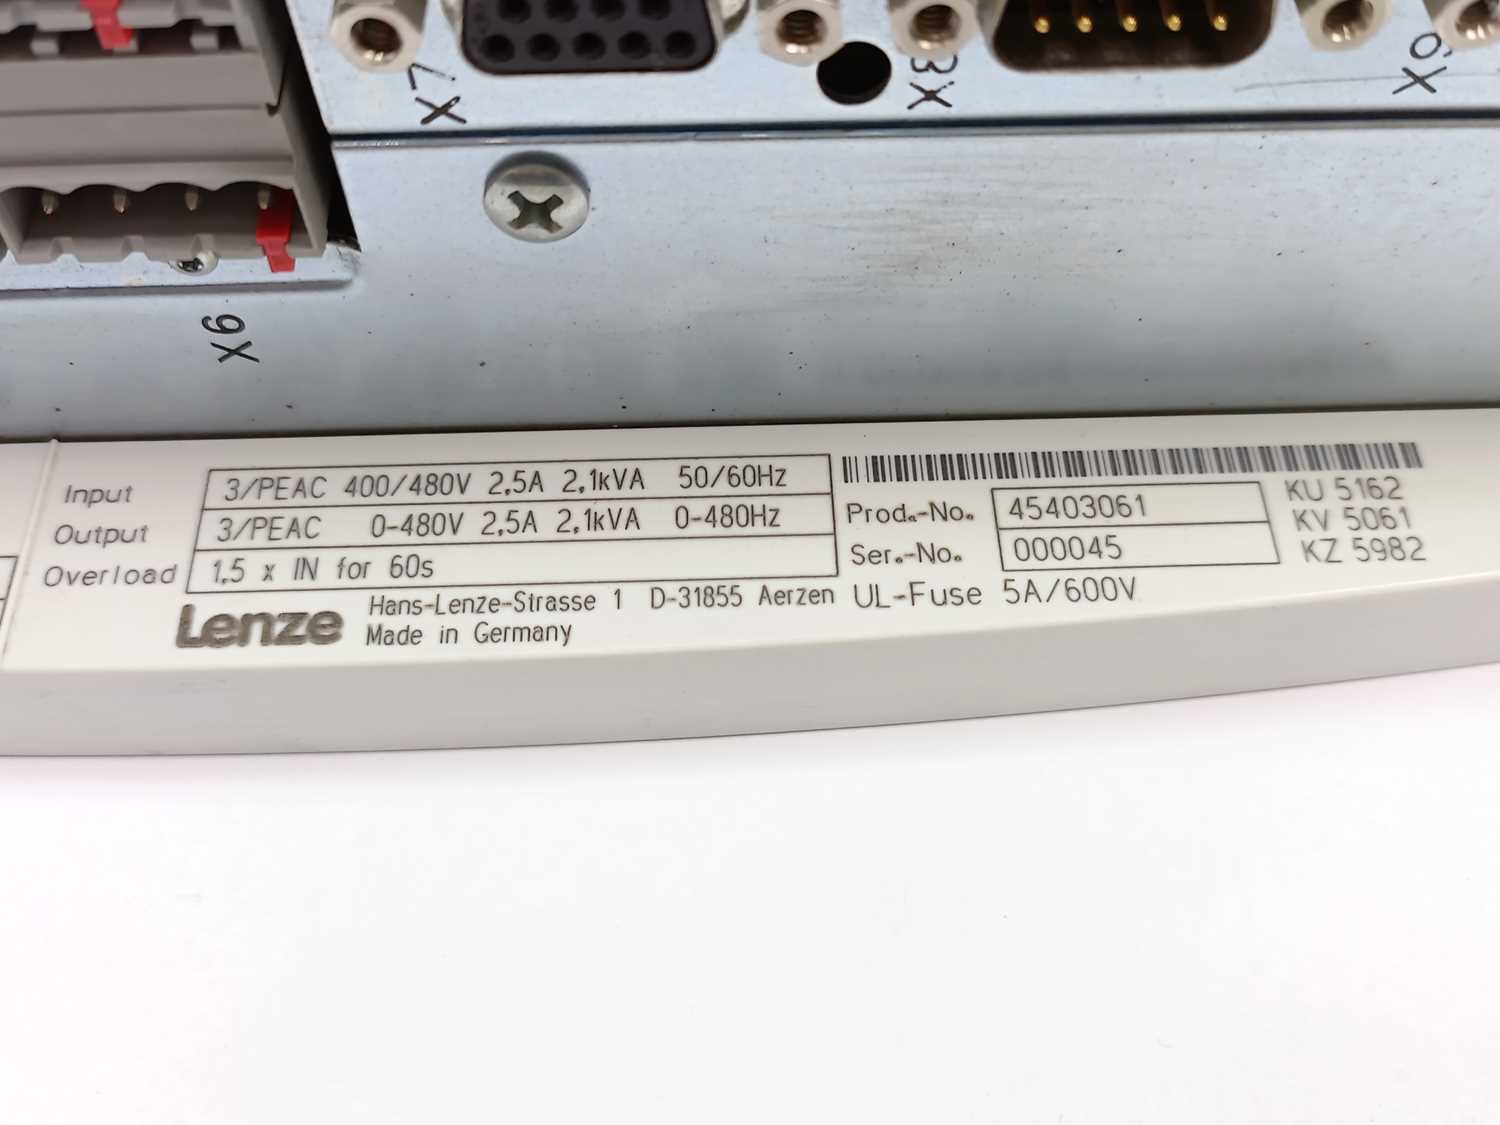 X7
X3
X6
X9
Input 3/PEAC 400/480V 2,5A 2,1kVA 50/60Hz
Output 3/PEAC 0-480V 2,5A 2,1kVA 0-480Hz
Overload 1,5 x IN for 60s
Lenze Hans-Lenze-Strasse 1 D-31855 Aerzen
Made in Germany
Prod.-No. 45403061
Ser.-No. 000045
UL-Fuse 5A/600V
KU 5162
KV 5061
KZ 5982